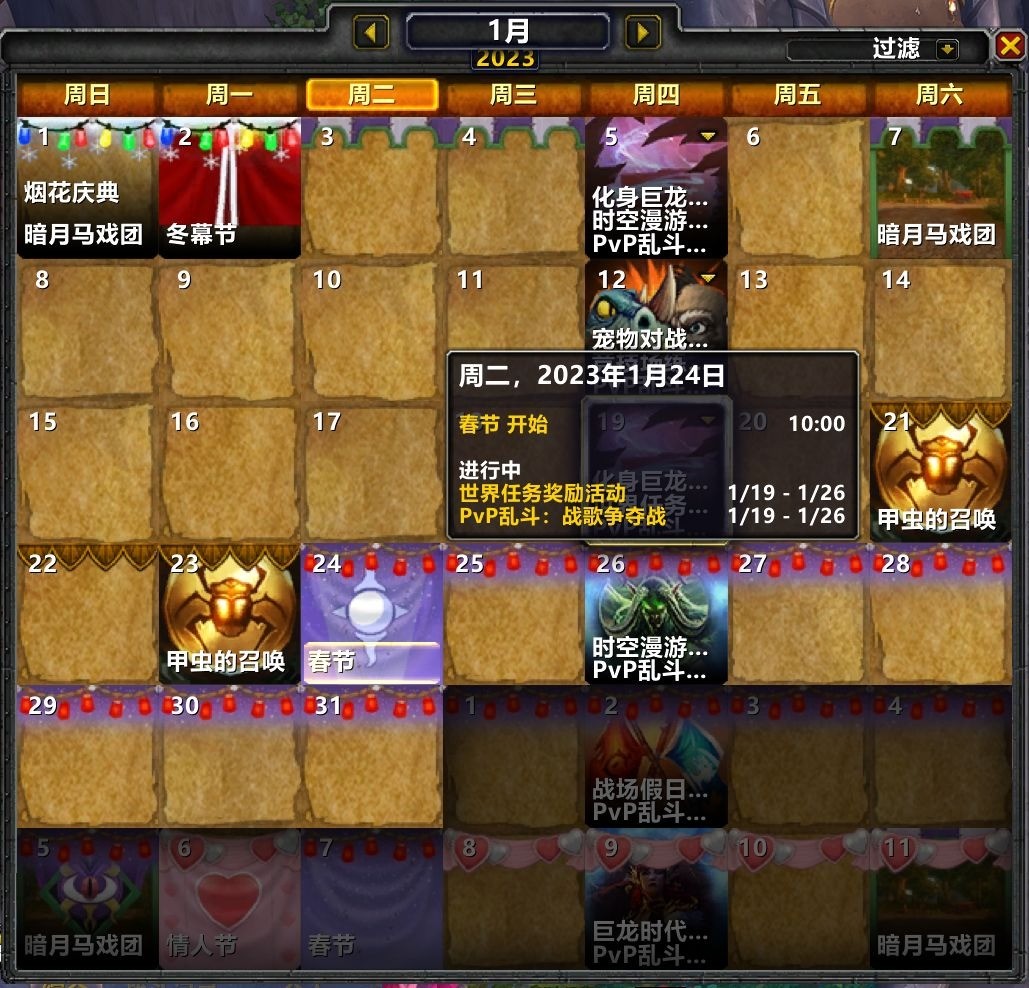 1月
2023
过滤
周日 周一 周二 周三 周四 周五 周六
1 2 3 4 5 6 7
烟花庆典
暗月马戏团
冬幕节
化身巨龙...
时空漫游...
PvP乱斗...
暗月马戏团
8 9 10 11 12 13 14
宠物对战...
周二，2023年1月24日
春节 开始 10:00
进行中
世界任务奖励活动 1/19 - 1/26
PvP乱斗：战歌争夺战 1/19 - 1/26
15 16 17 19 20 21
化身巨龙...
甲虫的召唤
22 23 24 25 26 27 28
甲虫的召唤
春节
时空漫游...
PvP乱斗...
29 30 31 1 2 3 4
战场假日...
PvP乱斗...
5 6 7 8 9 10 11
暗月马戏团
情人节
春节
巨龙时代...
PvP乱斗...
暗月马戏团